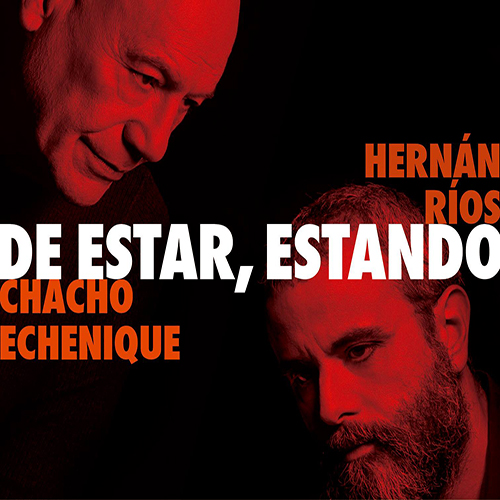 HERNÁN
RÍOS
DE ESTAR, ESTANDO
CHACHO
ECHENIQUE